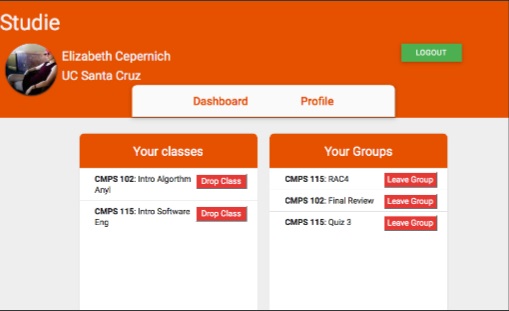 Studie
Elizabeth Cepernich
LOGOUT
UC Santa Cruz
Dashboard Profile
Your classes
CMPS 102: Intro Algorthm Drop Class
Anyl
CMPS 115: Intro Software Drop Class
Eng
Your Groups
CMPS 115: RAC4 Leave Group
CMPS 102: Final Review Leave Group
CMPS 115: Quiz 3 Leave Group